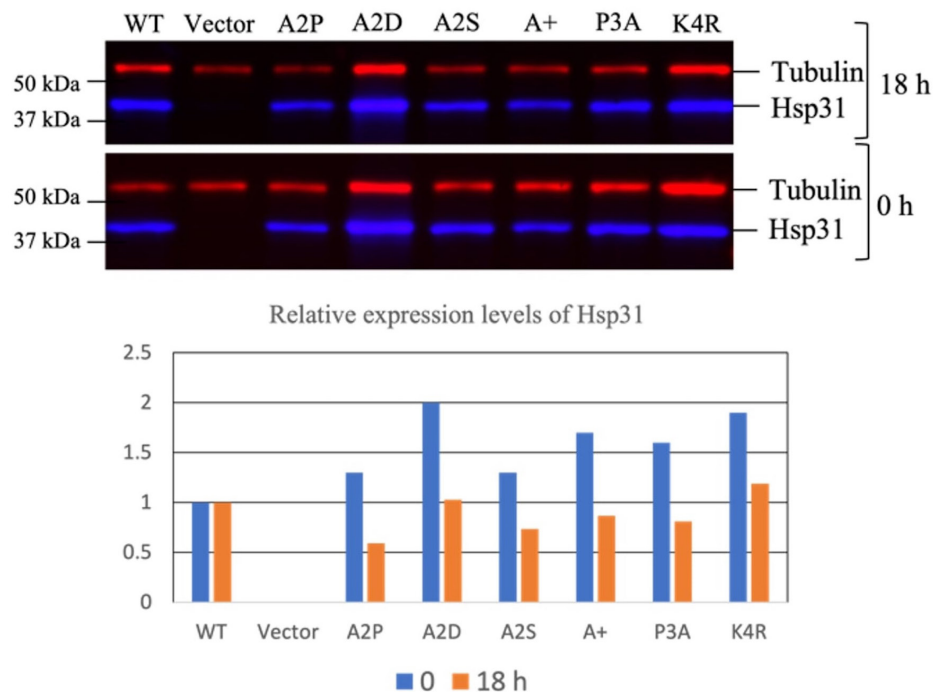 WT Vector A2P A2D A2S A+ P3A K4R
50 kDa
37 kDa
Tubulin
Hsp31
18 h
50 kDa
37 kDa
Tubulin
Hsp31
0 h
Relative expression levels of Hsp31
2.5
2
1.5
1
0.5
0
WT Vector A2P A2D A2S A+ P3A K4R
0 18 h